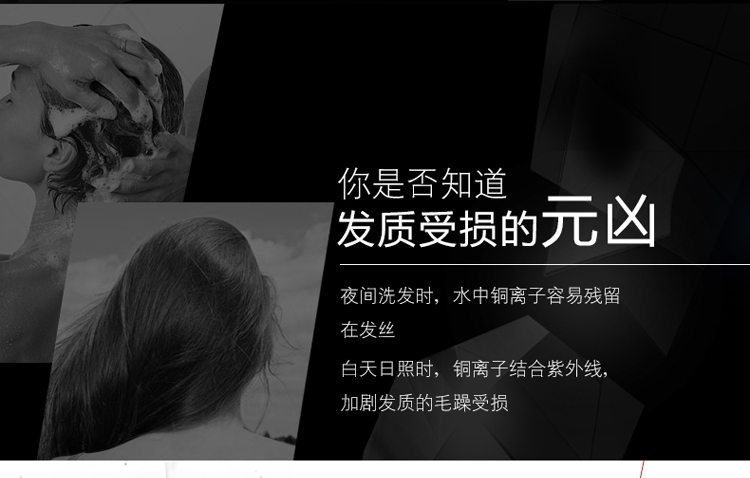 你是否知道
发质受损的元凶
夜间洗发时，水中铜离子容易残留
在发丝
白天日照时，铜离子结合紫外线，
加剧发质的毛躁受损